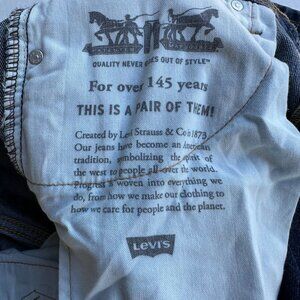 QUALITY NEVER GOES OUT OF STYLE™
For over 145 years
THIS IS A PAIR OF THEM!
Created by Levi Strauss & Co 1873
Our jeans have become an American
tradition, symbolizing the spirit of
the west to people all over the world.
Progress is woven into everything we
do, from how we make our clothing to
how we care for people and the planet.
LEVI'S